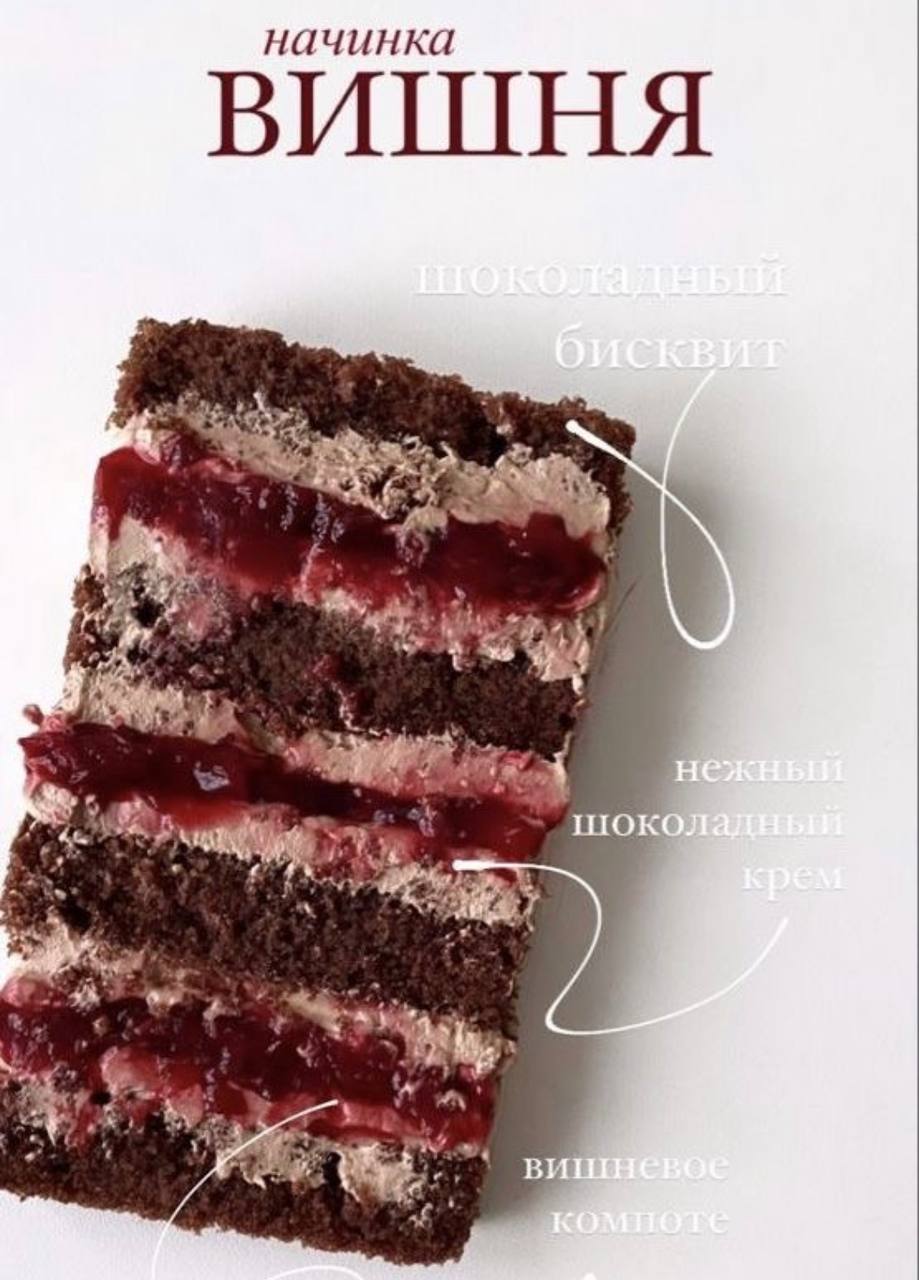 начинка
ВИШНЯ
шоколадный
бисквит
нежный
шоколадный
крем
вишневое
компоте